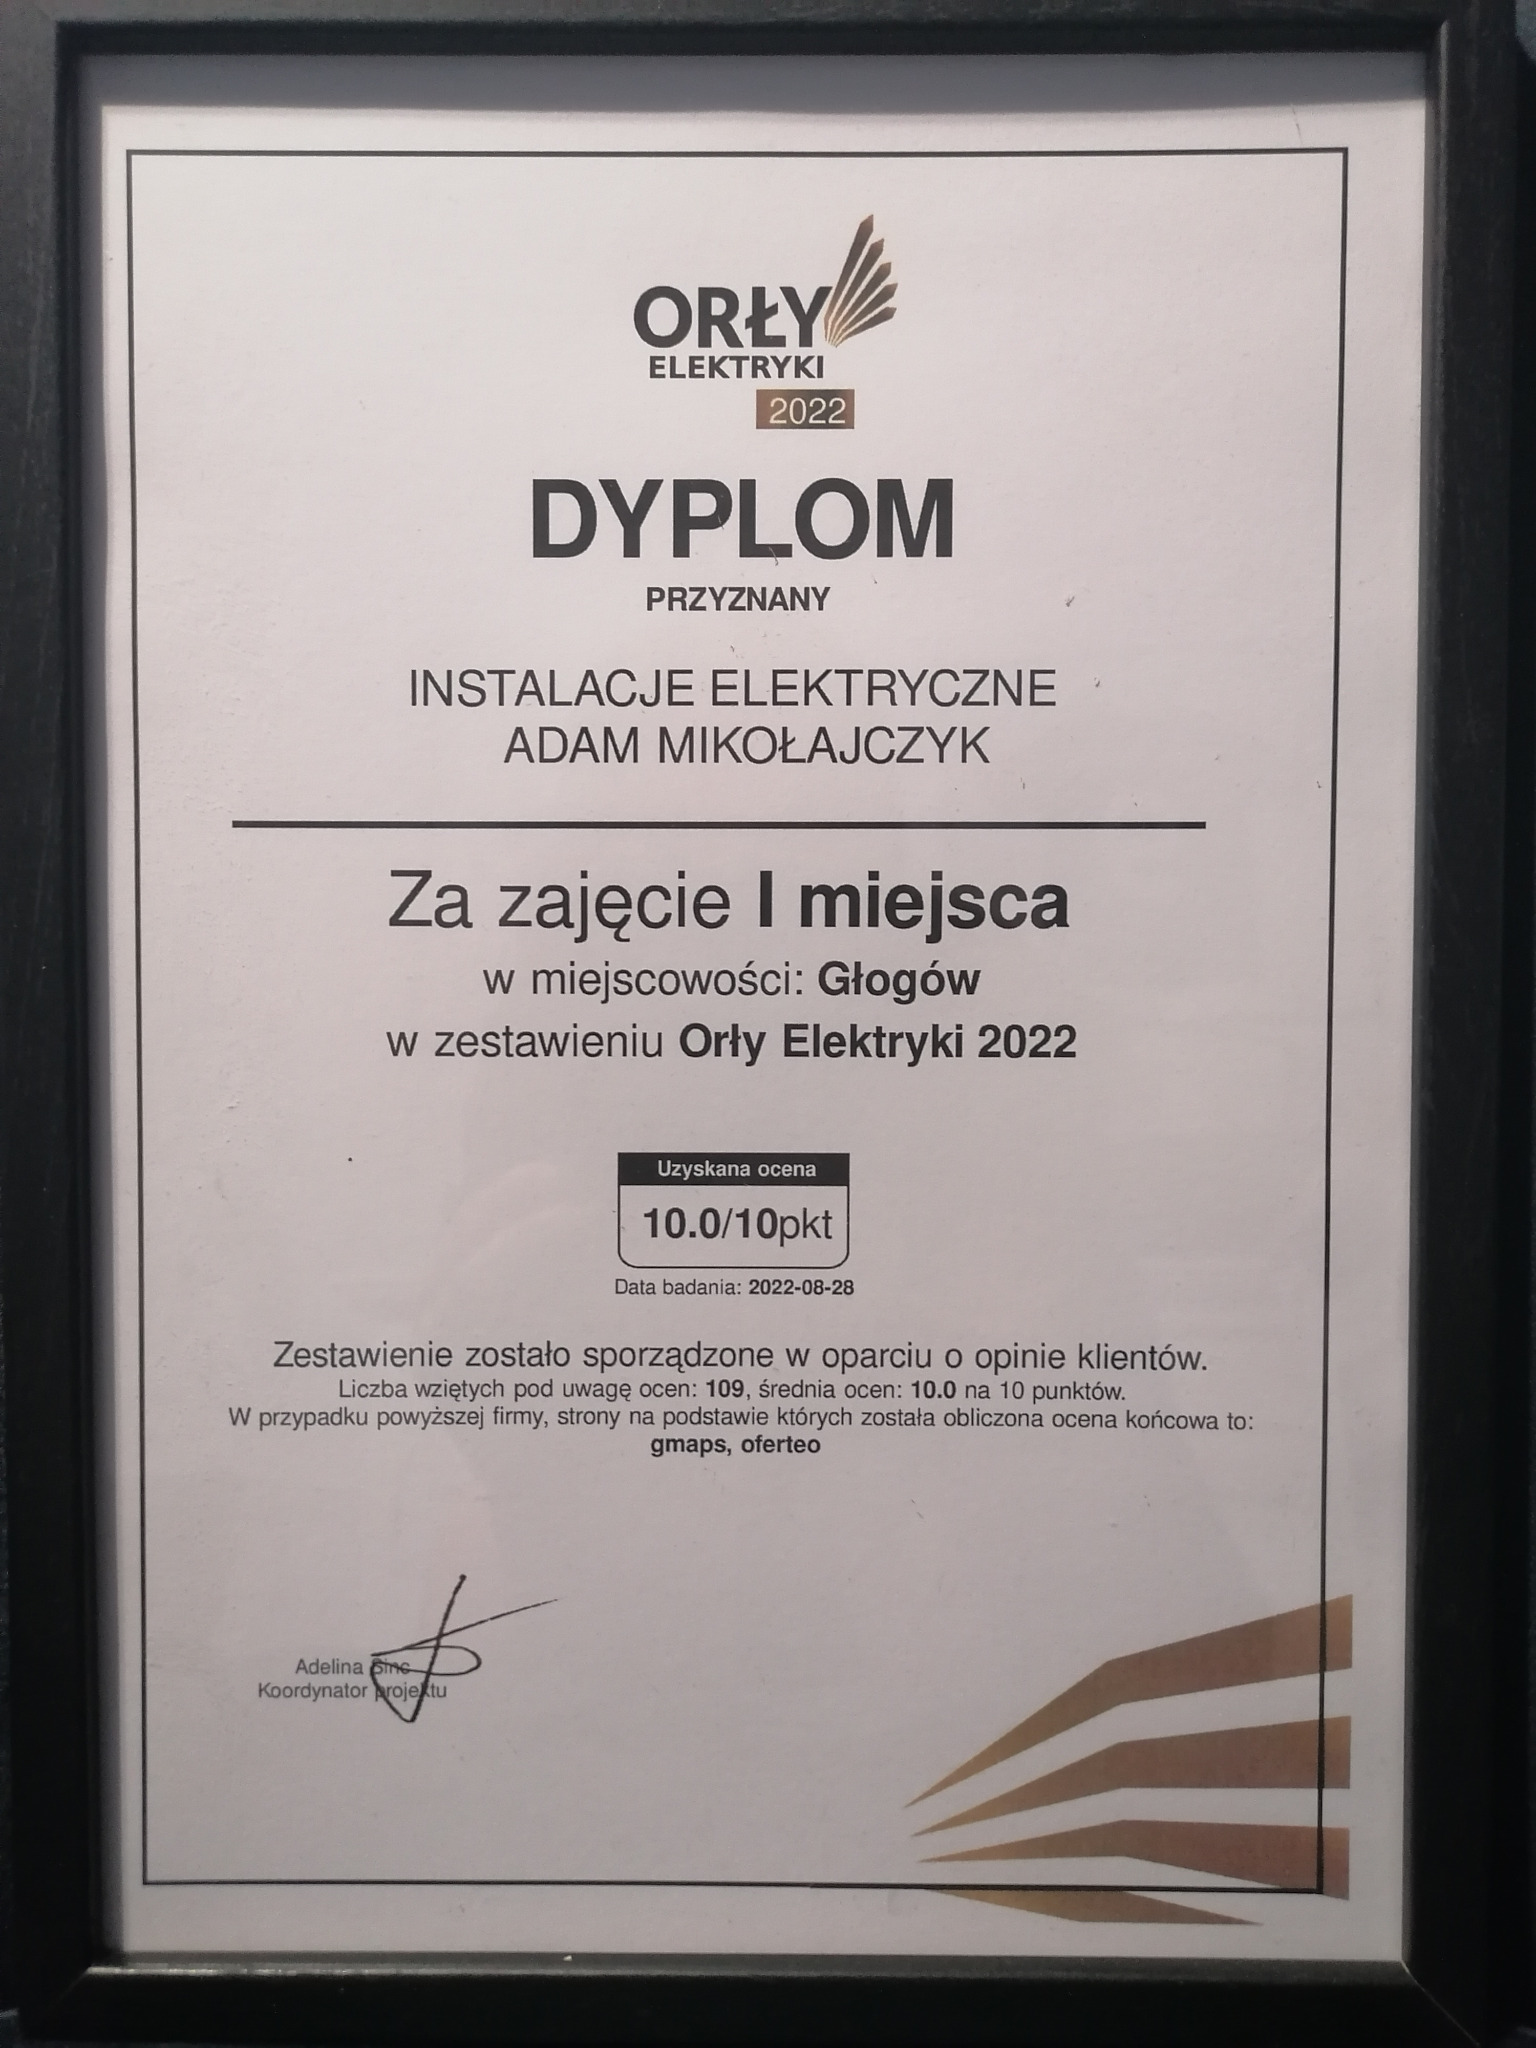 ORŁY
ELEKTRYKI
2022
DYPLOM
PRZYZNANY
INSTALACJE ELEKTRYCZNE
ADAM MIKOŁAJCZYK
Za zajęcie I miejsca
w miejscowości: Głogów
w zestawieniu Orły Elektryki 2022
Uzyskana ocena
10.0/10pkt
Data badania: 2022-08-28
Zestawienie zostało sporządzone w oparciu o opinie klientów.
Liczba wziętych pod uwagę ocen: 109, średnia ocen: 10.0 na 10 punktów.
W przypadku powyższej firmy, strony na podstawie których została obliczona ocena końcowa to:
gmaps, oferteo
Adelina Sinc
Koordynator projektu